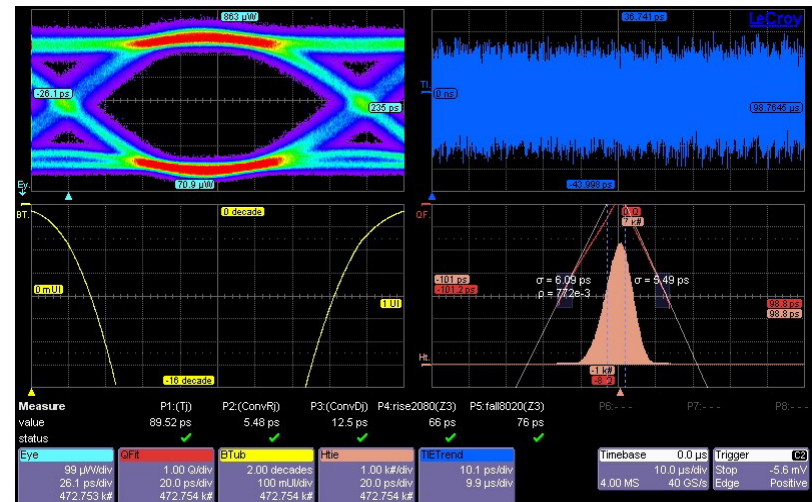 863 µW
36.741 ps
LeCroy
TI.
-26.1 ps
235 ps
0 ns
98.7645 µs
Ey.
70.9 µW
-43.998 ps
BT.
0 decade
QF.
7 k#
0 mUI
1 UI
σ = 6.09 ps
ρ = 772e-3
σ = 5.49 ps
-101 ps
-101.2 ps
98.8 ps
98.8 ps
Ht.
-16 decade
-1 k#
Measure P1:(Tj) P2:(ConvRj) P3:(ConvDj) P4:rise2080(Z3) P5:fall8020(Z3) P6:--- P7:--- P8:---
value 89.52 ps 5.48 ps 12.5 ps 66 ps 76 ps
status
Eye QFit BTub Htie TIETrend
99 µW/div 1.00 Q/div 2.00 decades 1.00 k#/div 10.1 ps/div
26.1 ps/div 20.0 ps/div 100 mUI/div 20.0 ps/div 9.9 µs/div
472.753 k# 472.754 k# 472.754 k# 472.754 k#
Timebase 0.0 µs
10.0 µs/div
4.00 MS 40 GS/s
Trigger C2
Stop -5.6 mV
Edge Positive